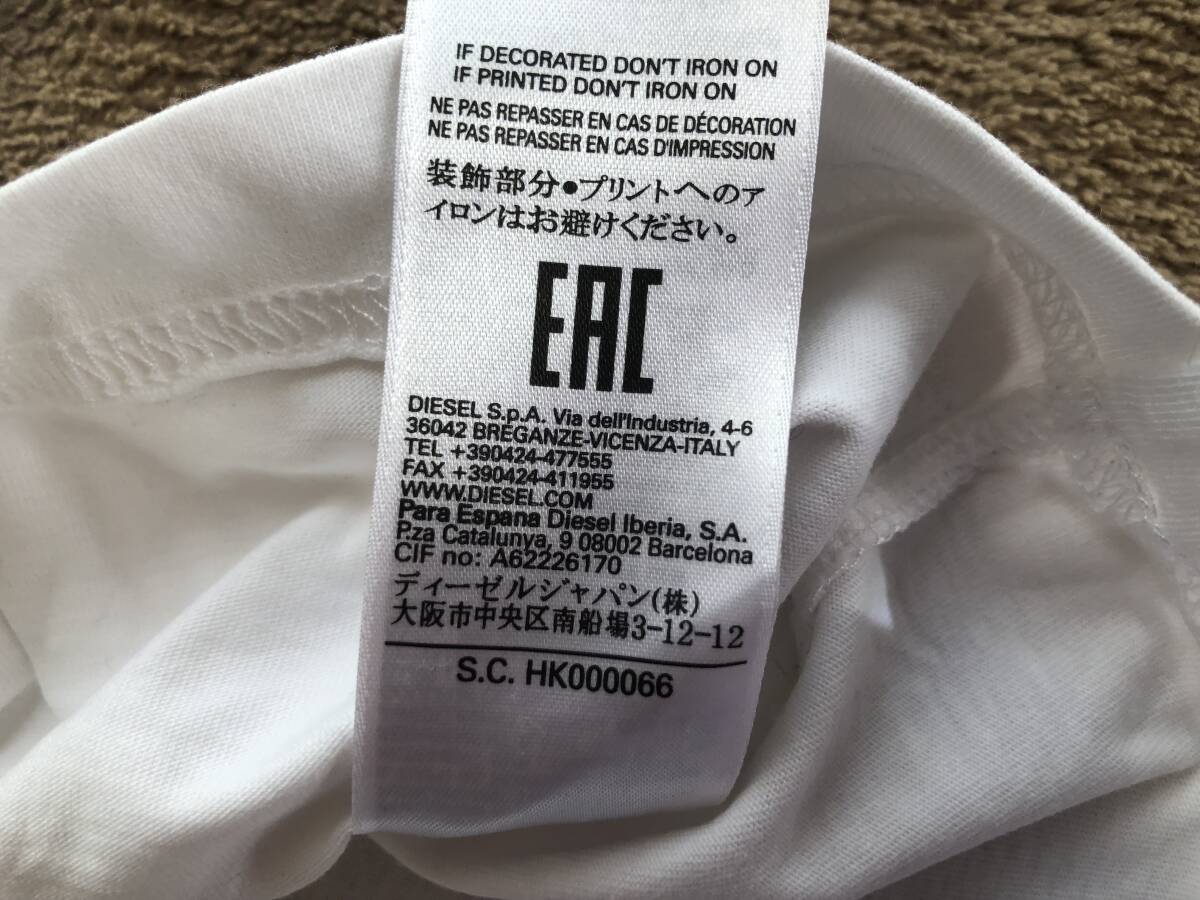 IF DECORATED DON'T IRON ON
IF PRINTED DON'T IRON ON
NE PAS REPASSER EN CAS DE DÉCORATION
NE PAS REPASSER EN CAS D'IMPRESSION
装飾部分●プリントへのア
イロンはお避けください。
EAC
DIESEL S.p.A. Via dell'Industria, 4-6
36042 BREGANZE-VICENZA-ITALY
TEL +390424-477555
FAX +390424-411955
WWW.DIESEL.COM
Para Espana Diesel Iberia, S.A.
P.za Catalunya, 9 08002 Barcelona
CIF no: A62226170
ディーゼルジャパン(株)
大阪市中央区南船場3-12-12
S.C. HK000066